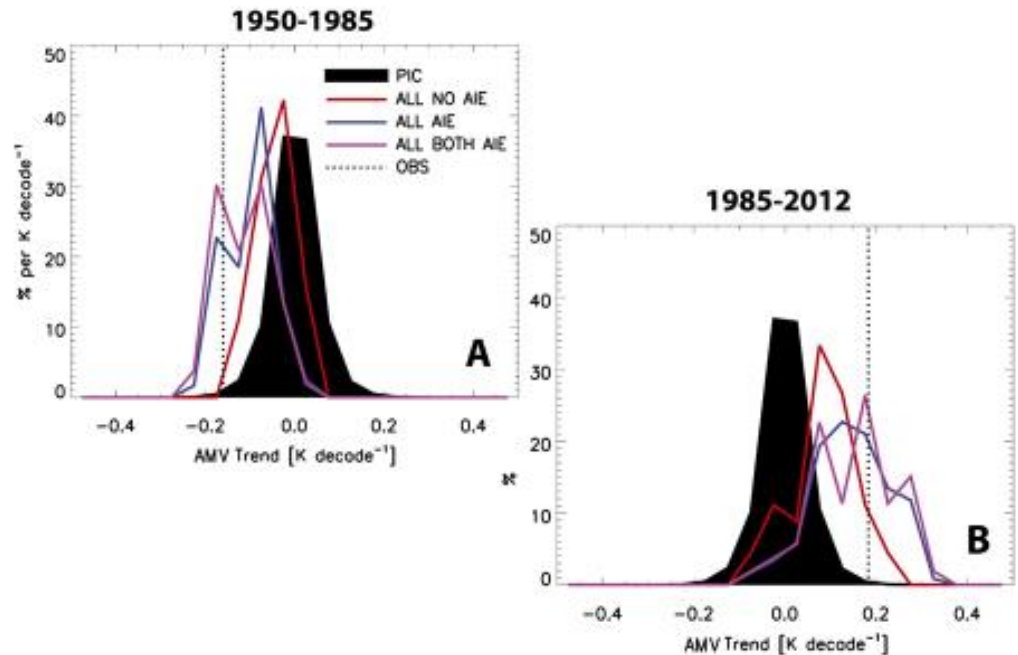 1950-1985
50
40
30
20
10
0
% per K decade⁻¹
PIC
ALL NO AIE
ALL AIE
ALL BOTH AIE
OBS
A
-0.4 -0.2 0.0 0.2 0.4
AMV Trend [K decade⁻¹]
1985-2012
50
40
30
20
10
0
%
B
-0.4 -0.2 0.0 0.2 0.4
AMV Trend [K decade⁻¹]